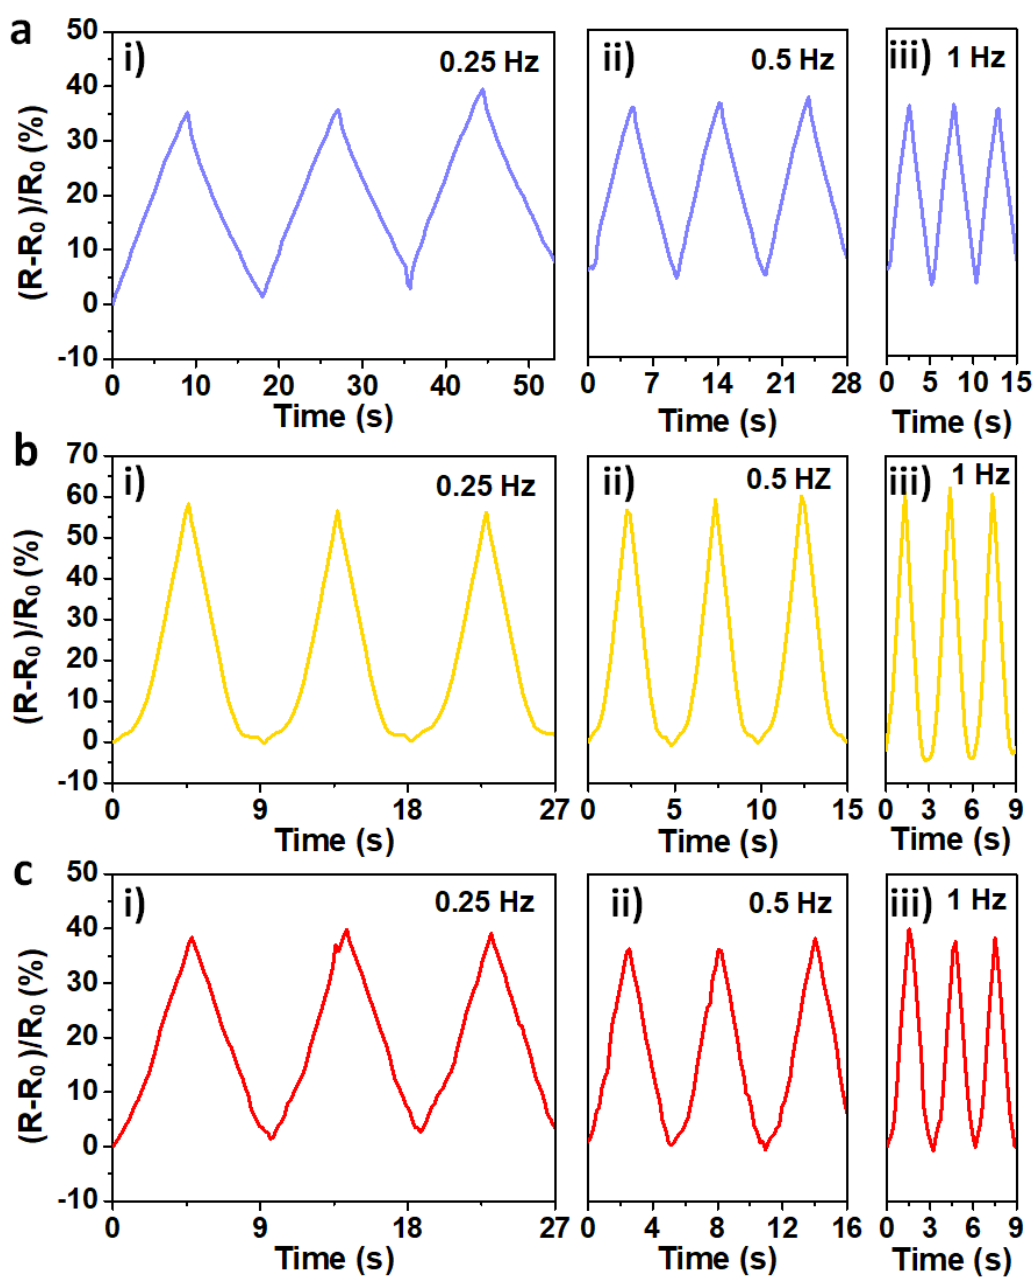 a
i)
0.25 Hz
ii)
0.5 Hz
iii)
1 Hz
(R-R₀)/R₀ (%)
50
40
30
20
10
0
-10
0 10 20 30 40 50
0 7 14 21 28
0 5 10 15
Time (s)
Time (s)
Time (s)
b
i)
0.25 Hz
ii)
0.5 HZ
iii)
1 Hz
(R-R₀)/R₀ (%)
70
60
50
40
30
20
10
0
-10
0 9 18 27
0 5 10 15
0 3 6 9
Time (s)
Time (s)
Time (s)
c
i)
0.25 Hz
ii)
0.5 Hz
iii)
1 Hz
(R-R₀)/R₀ (%)
50
40
30
20
10
0
-10
0 9 18 27
0 4 8 12 16
0 3 6 9
Time (s)
Time (s)
Time (s)